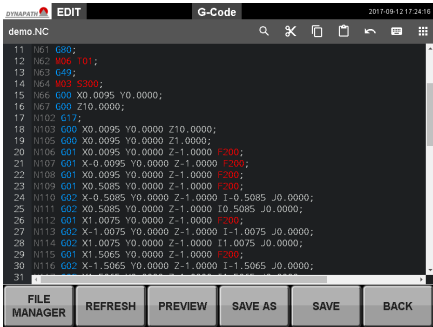 DYNAPATH EDIT G-Code 2017-09-12 17:24:16
demo.NC
11 N61 G80;
12 N62 M06 T01;
13 N63 G49;
14 N64 M03 S300;
15 N66 G00 X0.0095 Y0.0000;
16 N67 G00 Z10.0000;
17 N102 G17;
18 N103 G00 X0.0095 Y0.0000 Z10.0000;
19 N105 G00 X0.0095 Y0.0000 Z1.0000;
20 N106 G01 X0.0095 Y0.0000 Z-1.0000 F200;
21 N107 G01 X-0.0095 Y0.0000 Z-1.0000 F200;
22 N108 G01 X0.0095 Y0.0000 Z-1.0000 F200;
23 N109 G01 X0.5085 Y0.0000 Z-1.0000 F200;
24 N110 G02 X-0.5085 Y0.0000 Z-1.0000 I-0.5085 J0.0000;
25 N111 G02 X0.5085 Y0.0000 Z-1.0000 I0.5085 J0.0000;
26 N112 G01 X1.0075 Y0.0000 Z-1.0000 F200;
27 N113 G02 X-1.0075 Y0.0000 Z-1.0000 I-1.0075 J0.0000;
28 N114 G02 X1.0075 Y0.0000 Z-1.0000 I1.0075 J0.0000;
29 N115 G01 X1.5065 Y0.0000 Z-1.0000 F200;
30 N116 G02 X-1.5065 Y0.0000 Z-1.0000 I-1.5065 J0.0000;
31
FILE MANAGER REFRESH PREVIEW SAVE AS SAVE BACK